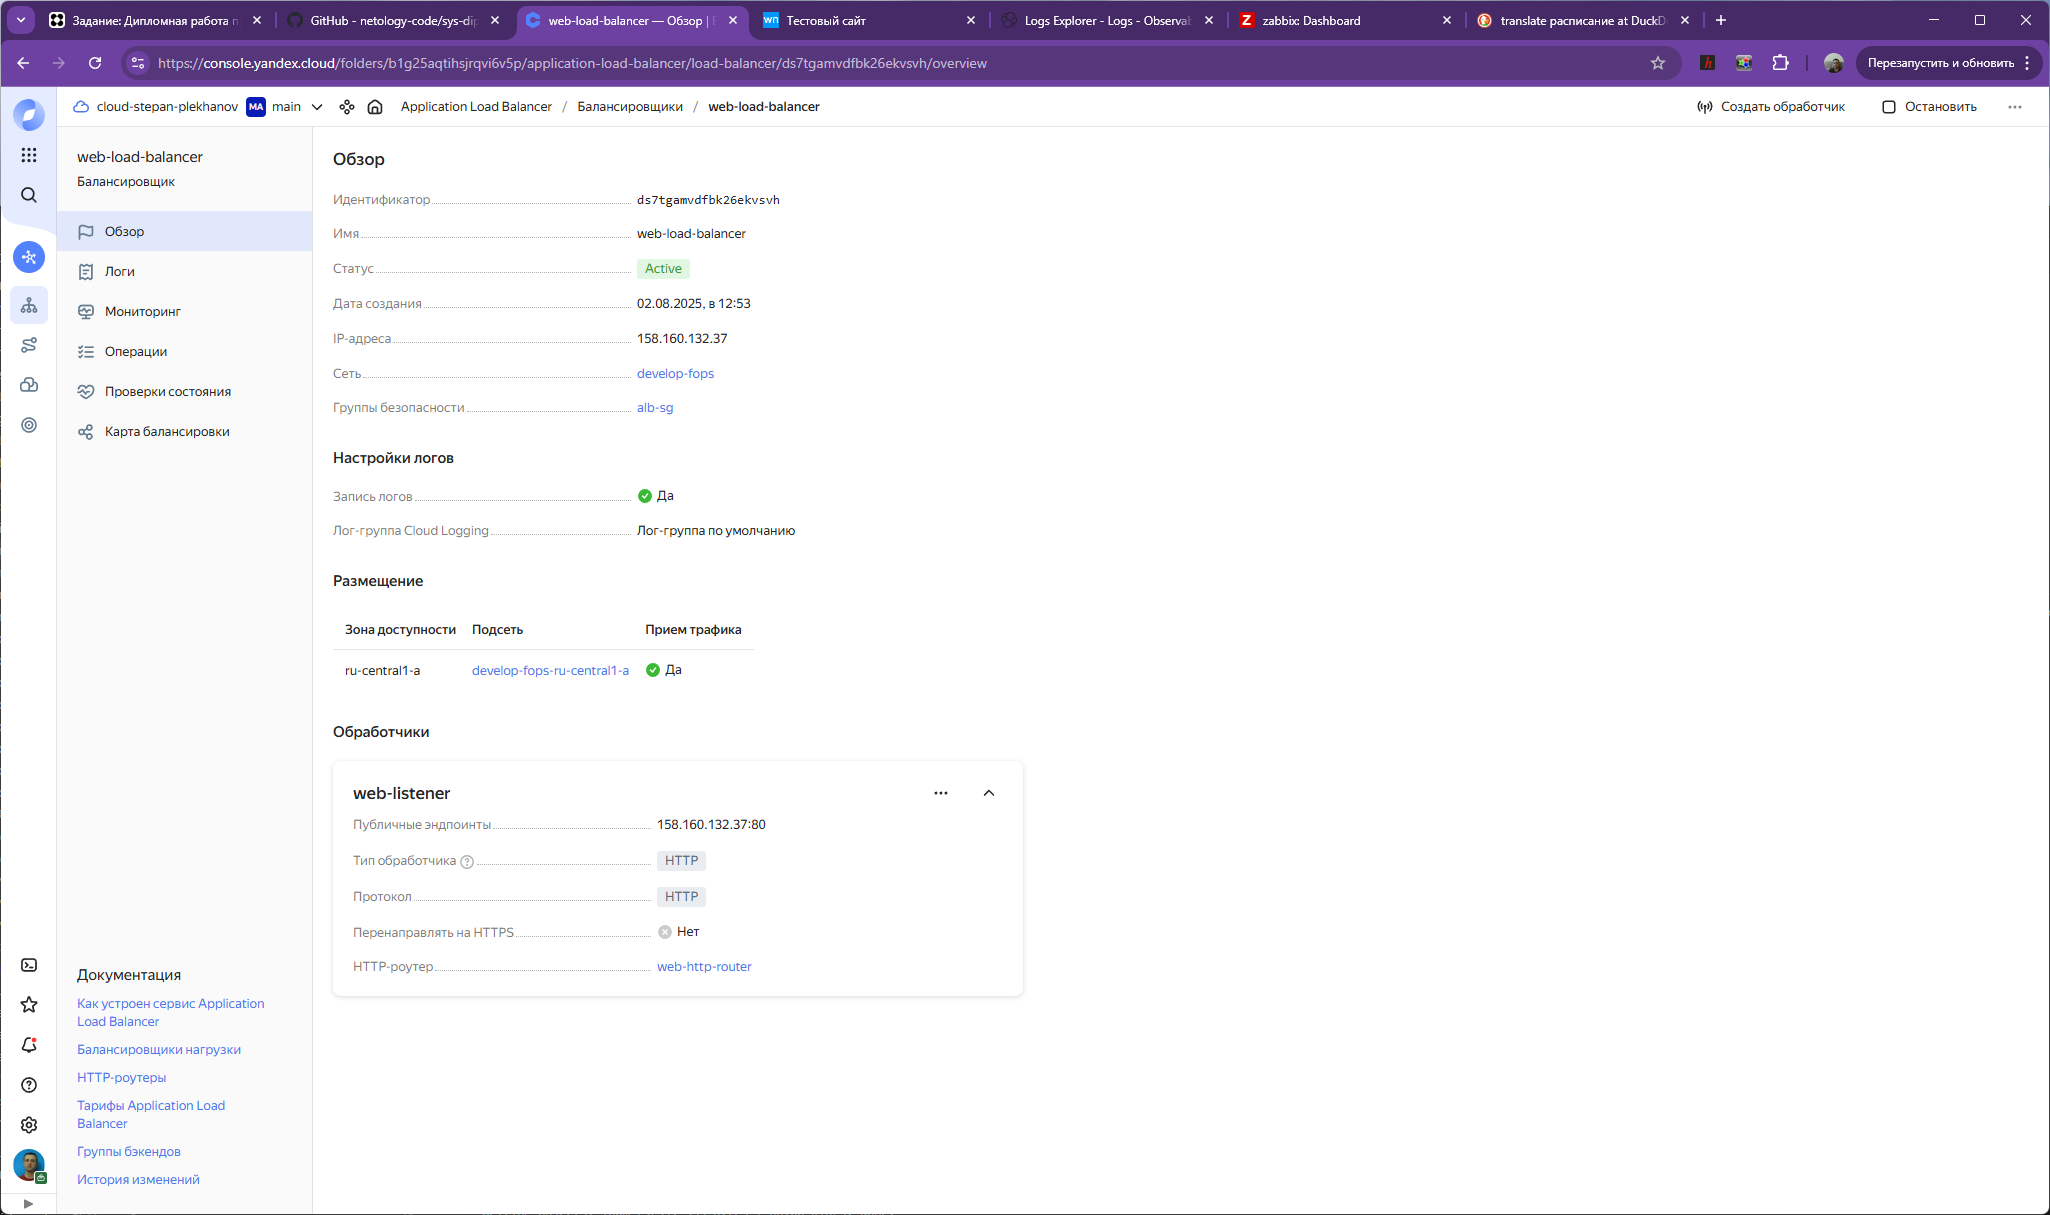 Задание: Дипломная работа п
GitHub - netology-code/sys-dip
web-load-balancer — Обзор |
wn Тестовый сайт
Logs Explorer - Logs - Observa
Z zabbix: Dashboard
translate расписание at DuckD
https://console.yandex.cloud/folders/b1g25aqtihsjrqvi6v5p/application-load-balancer/load-balancer/ds7tgamvdfbk26ekvsvh/overview
Перезапустить и обновить
cloud-stepan-plekhanov MA main
Application Load Balancer / Балансировщики / web-load-balancer
Создать обработчик
Остановить
web-load-balancer
Балансировщик
Обзор
Логи
Мониторинг
Операции
Проверки состояния
Карта балансировки
Документация
Как устроен сервис Application
Load Balancer
Балансировщики нагрузки
HTTP-роутеры
Тарифы Application Load
Balancer
Группы бэкендов
История изменений
Обзор
Идентификатор ds7tgamvdfbk26ekvsvh
Имя web-load-balancer
Статус Active
Дата создания 02.08.2025, в 12:53
IP-адреса 158.160.132.37
Сеть develop-fops
Группы безопасности alb-sg
Настройки логов
Запись логов Да
Лог-группа Cloud Logging Лог-группа по умолчанию
Размещение
Зона доступности Подсеть Прием трафика
ru-central1-a develop-fops-ru-central1-a Да
Обработчики
web-listener
Публичные эндпоинты 158.160.132.37:80
Тип обработчика HTTP
Протокол HTTP
Перенаправлять на HTTPS Нет
HTTP-роутер web-http-router